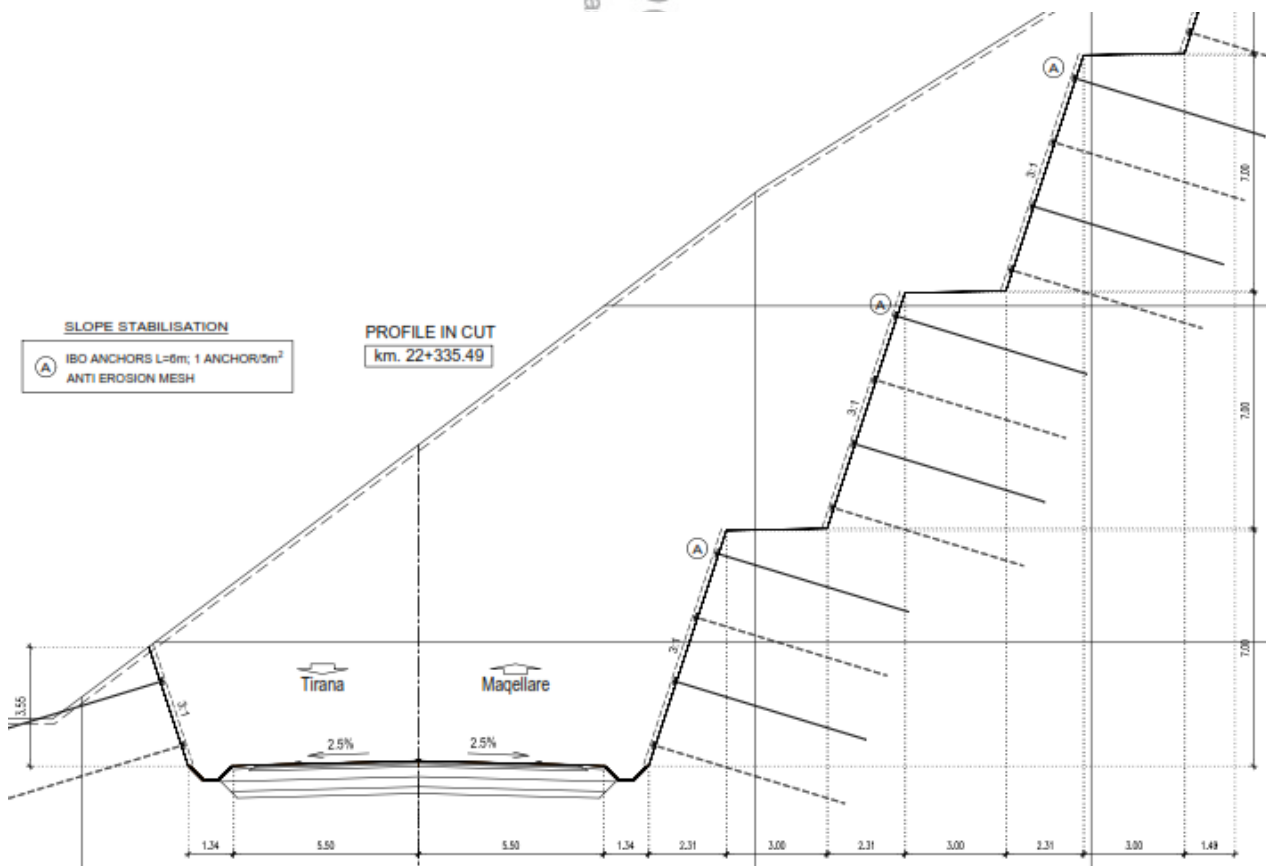 A
SLOPE STABILISATION
A
IBO ANCHORS L=6m; 1 ANCHOR/5m²
ANTI EROSION MESH
PROFILE IN CUT
km. 22+335.49
3:1
7.00
A
3:1
7.00
A
3:1
7.00
3.55
3:1
Tirana
Maqellare
2.5%
2.5%
1.34
5.50
5.50
1.34
2.31
3.00
2.31
3.00
2.31
3.00
1.49